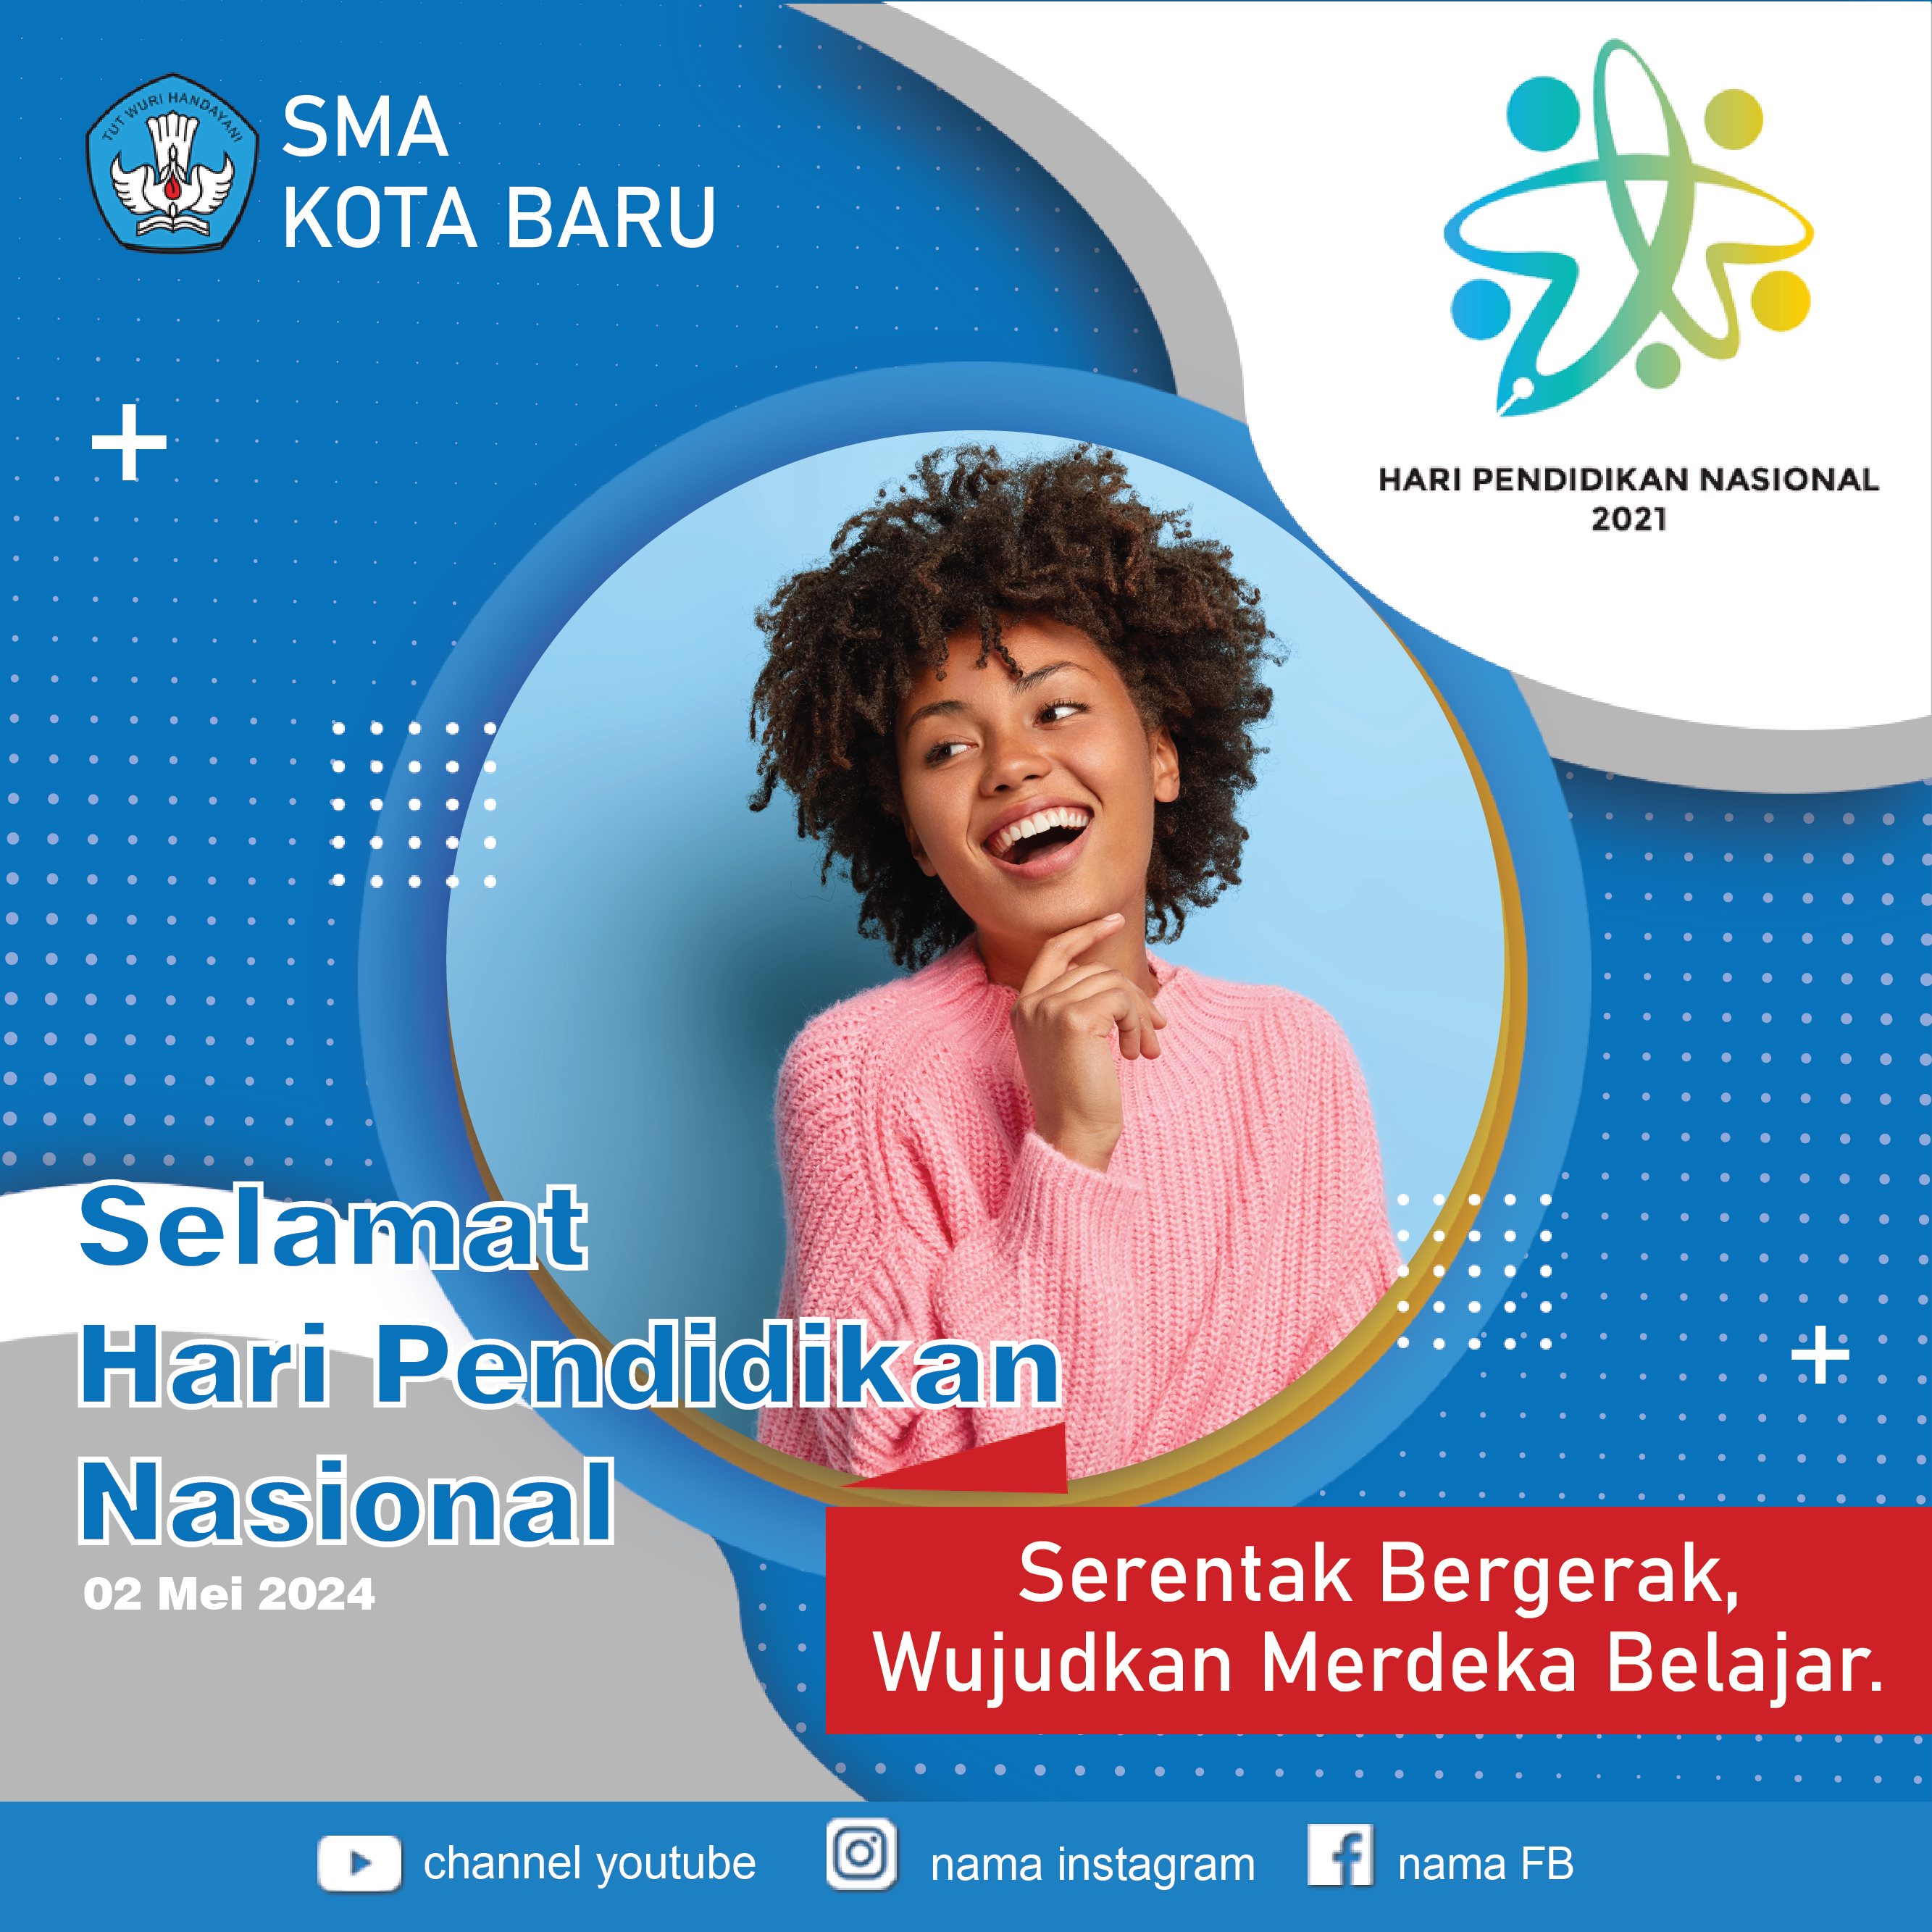 TUT WURI HANDAYANI
SMA
KOTA BARU
HARI PENDIDIKAN NASIONAL
2021
Selamat
Hari Pendidikan
Nasional
02 Mei 2024
Serentak Bergerak,
Wujudkan Merdeka Belajar.
channel youtube
nama instagram
nama FB